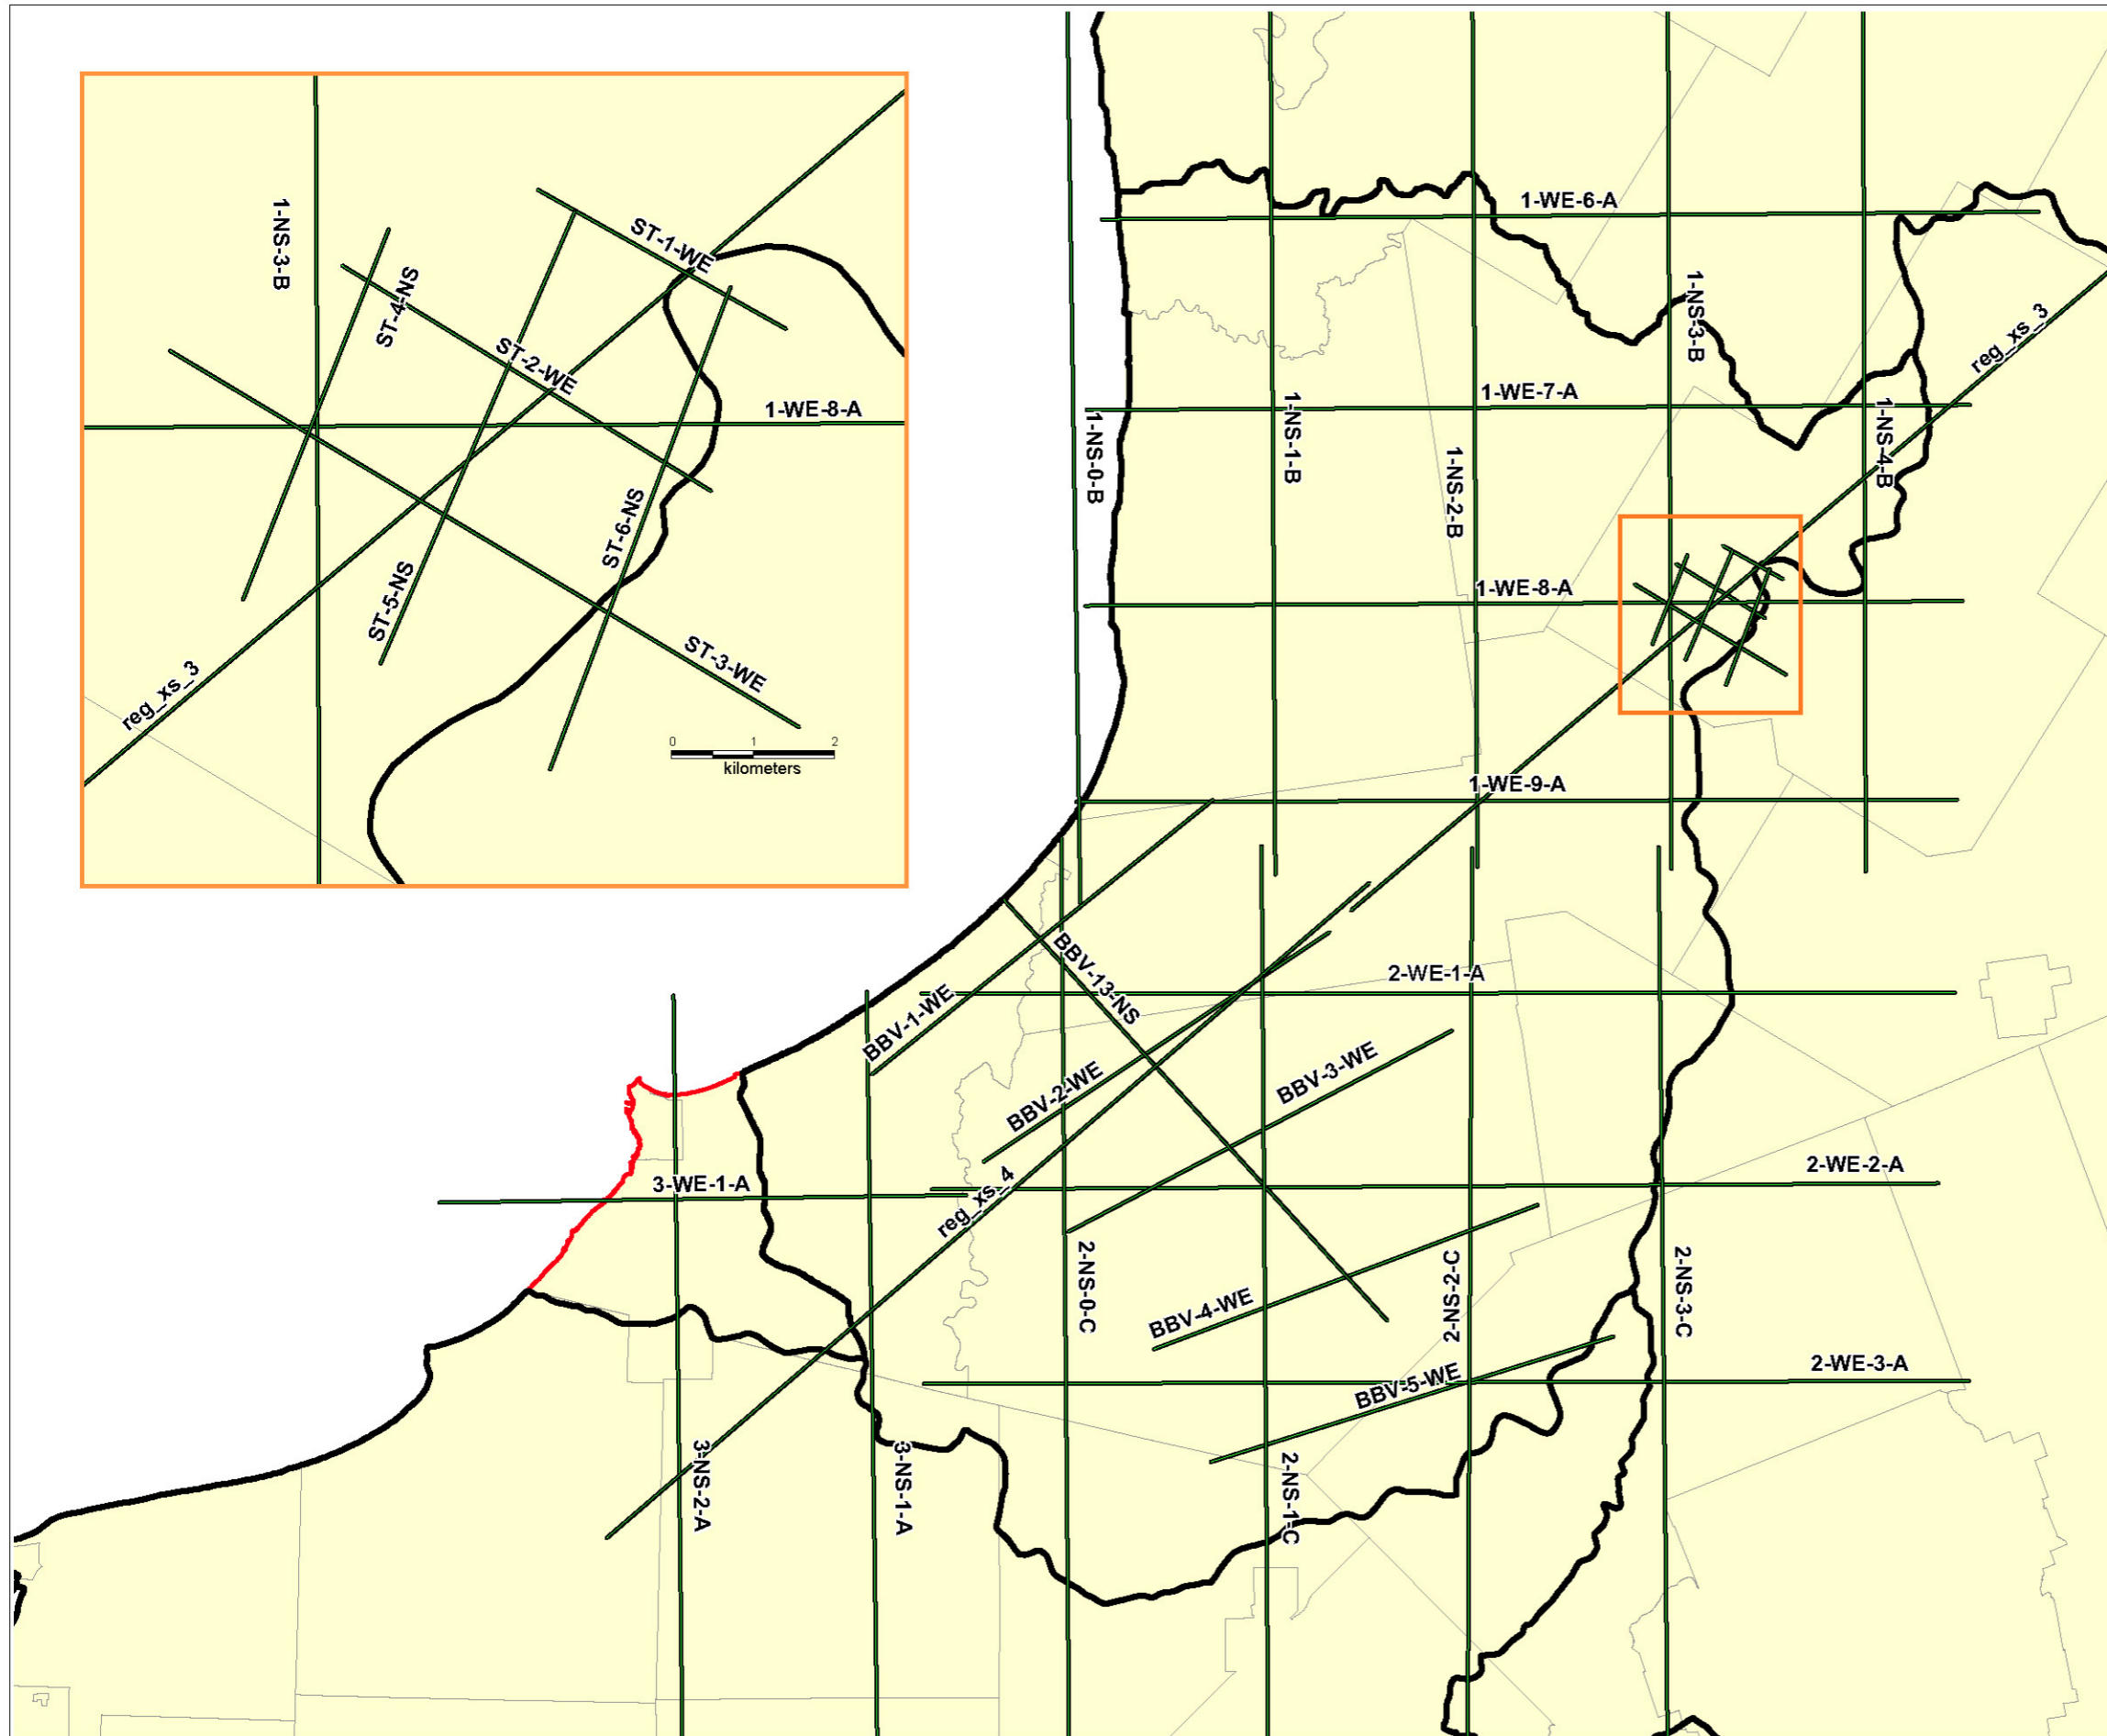 1-NS-3-B
ST-4-NS
ST-1-WE
ST-2-WE
1-WE-8-A
ST-6-NS
ST-5-NS
ST-3-WE
reg_xs_3
0 1 2
kilometers
1-WE-6-A
1-NS-3-B
reg_xs_3
1-WE-7-A
1-NS-0-B
1-NS-1-B
1-NS-2-B
1-NS-4-B
1-WE-8-A
1-WE-9-A
BBV-13-NS
2-WE-1-A
BBV-1-WE
BBV-2-WE
BBV-3-WE
3-WE-1-A
reg_xs_4
2-WE-2-A
2-NS-0-C
2-NS-2-C
2-NS-3-C
BBV-4-WE
BBV-5-WE
2-WE-3-A
3-NS-2-A
3-NS-1-A
2-NS-1-C